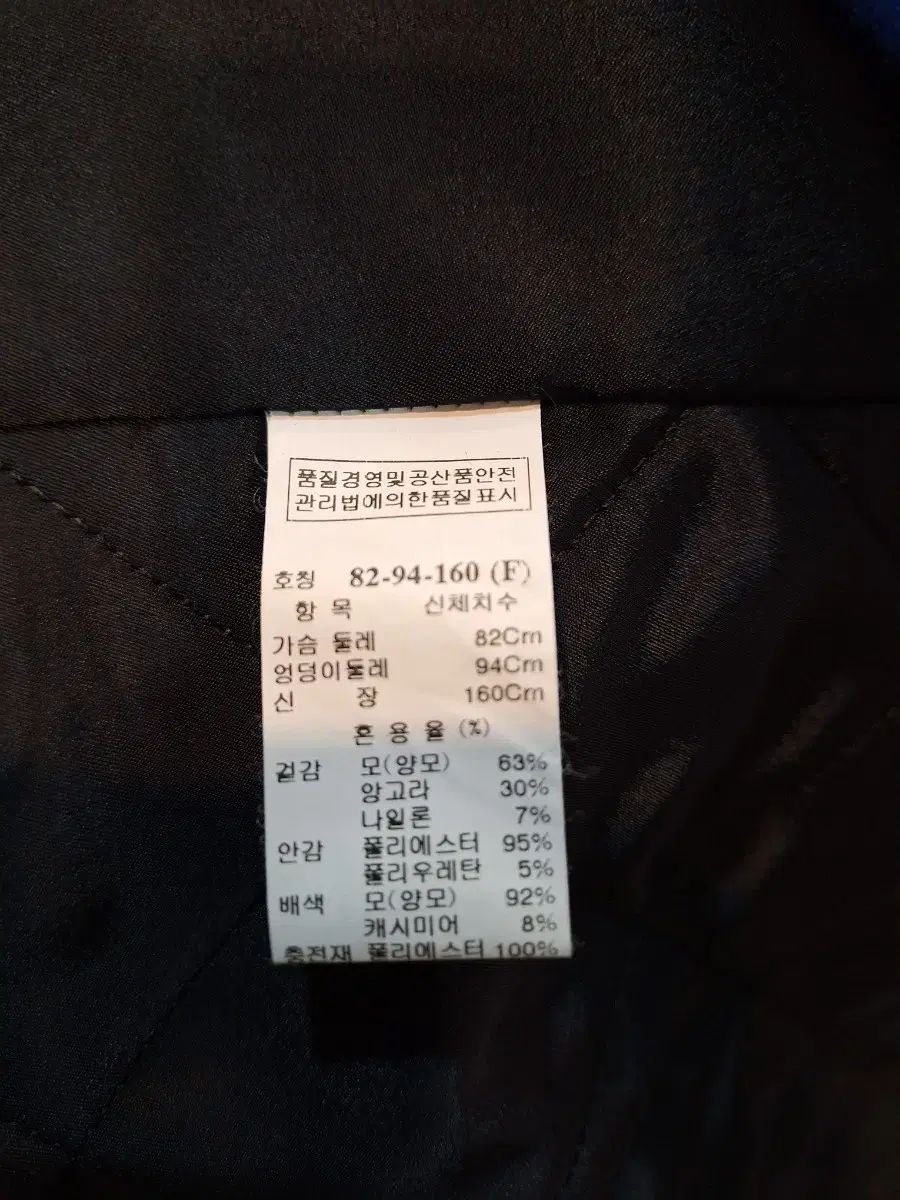 품질경영및공산품안전
관리법에의한품질표시
호칭 82-94-160 (F)
항 목 신체치수
가슴 둘레 82Cm
엉덩이둘레 94Cm
신 장 160Cm
혼 용 율 (%)
겉감 모(양모) 63%
앙고라 30%
나일론 7%
안감 폴리에스터 95%
폴리우레탄 5%
배색 모(양모) 92%
캐시미어 8%
충전재 폴리에스터 100%